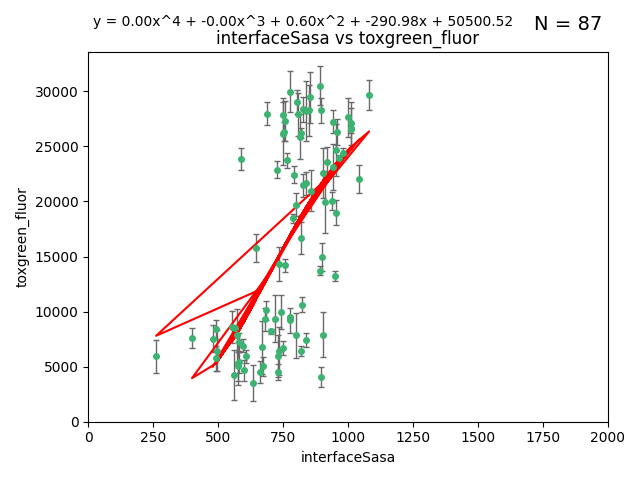 y = 0.00x^4 + -0.00x^3 + 0.60x^2 + -290.98x + 50500.52
N = 87
interfaceSasa vs toxgreen_fluor
30000
25000
20000
15000
10000
5000
0
toxgreen_fluor
0 250 500 750 1000 1250 1500 1750 2000
interfaceSasa